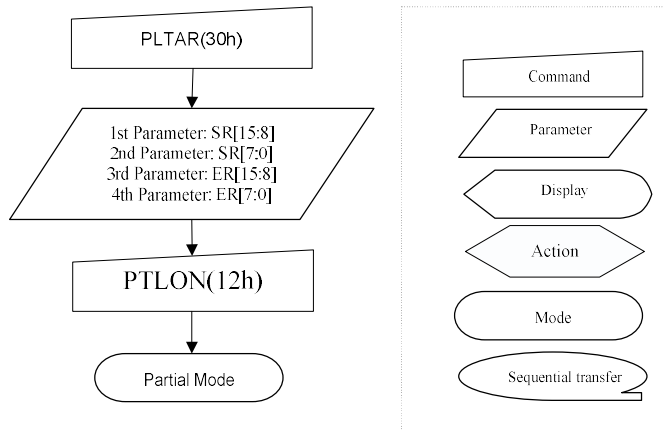 PLTAR(30h)
1st Parameter: SR[15:8]
2nd Parameter: SR[7:0]
3rd Parameter: ER[15:8]
4th Parameter: ER[7:0]
PTLON(12h)
Partial Mode
Command
Parameter
Display
Action
Mode
Sequential transfer